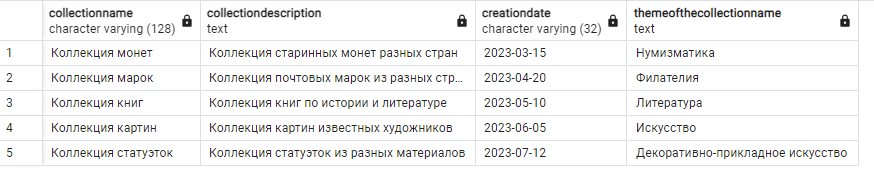 collectionname collectiondescription creationdate themeofthecollectionname
character varying (128) text character varying (32) text
1 Коллекция монет Коллекция старинных монет разных стран 2023-03-15 Нумизматика
2 Коллекция марок Коллекция почтовых марок из разных стр... 2023-04-20 Филателия
3 Коллекция книг Коллекция книг по истории и литературе 2023-05-10 Литература
4 Коллекция картин Коллекция картин известных художников 2023-06-05 Искусство
5 Коллекция статуэток Коллекция статуэток из разных материалов 2023-07-12 Декоративно-прикладное искусство